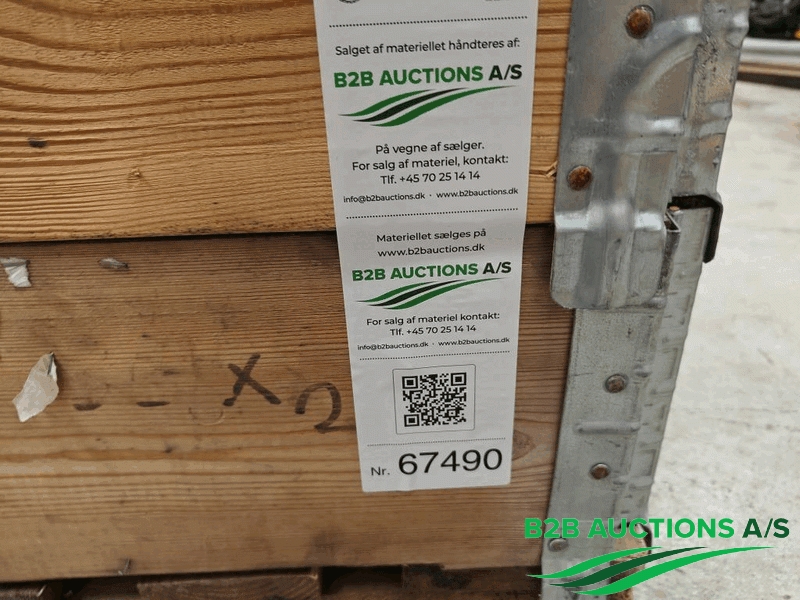 Salget af materiellet håndteres af:
B2B AUCTIONS A/S
På vegne af sælger.
For salg af materiel, kontakt:
Tlf. +45 70 25 14 14
info@b2bauctions.dk · www.b2bauctions.dk
Materiellet sælges på
www.b2bauctions.dk
B2B AUCTIONS A/S
For salg af materiel kontakt:
Tlf. +45 70 25 14 14
info@b2bauctions.dk · www.b2bauctions.dk
x 2
Nr. 67490
B2B AUCTIONS A/S